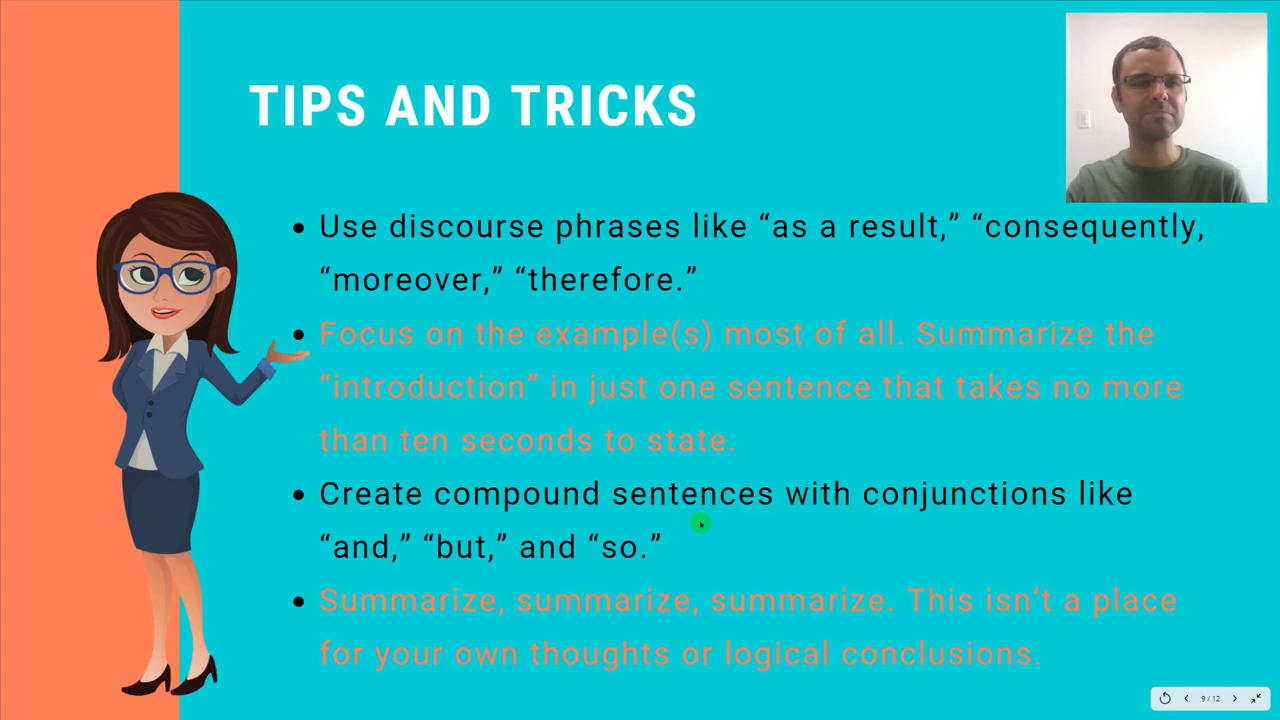 TIPS AND TRICKS
Use discourse phrases like “as a result,” “consequently,
“moreover,” “therefore.”
Focus on the example(s) most of all. Summarize the
“introduction” in just one sentence that takes no more
than ten seconds to state.
Create compound sentences with conjunctions like
“and,” “but,” and “so.”
Summarize, summarize, summarize. This isn’t a place
for your own thoughts or logical conclusions.
9 / 12